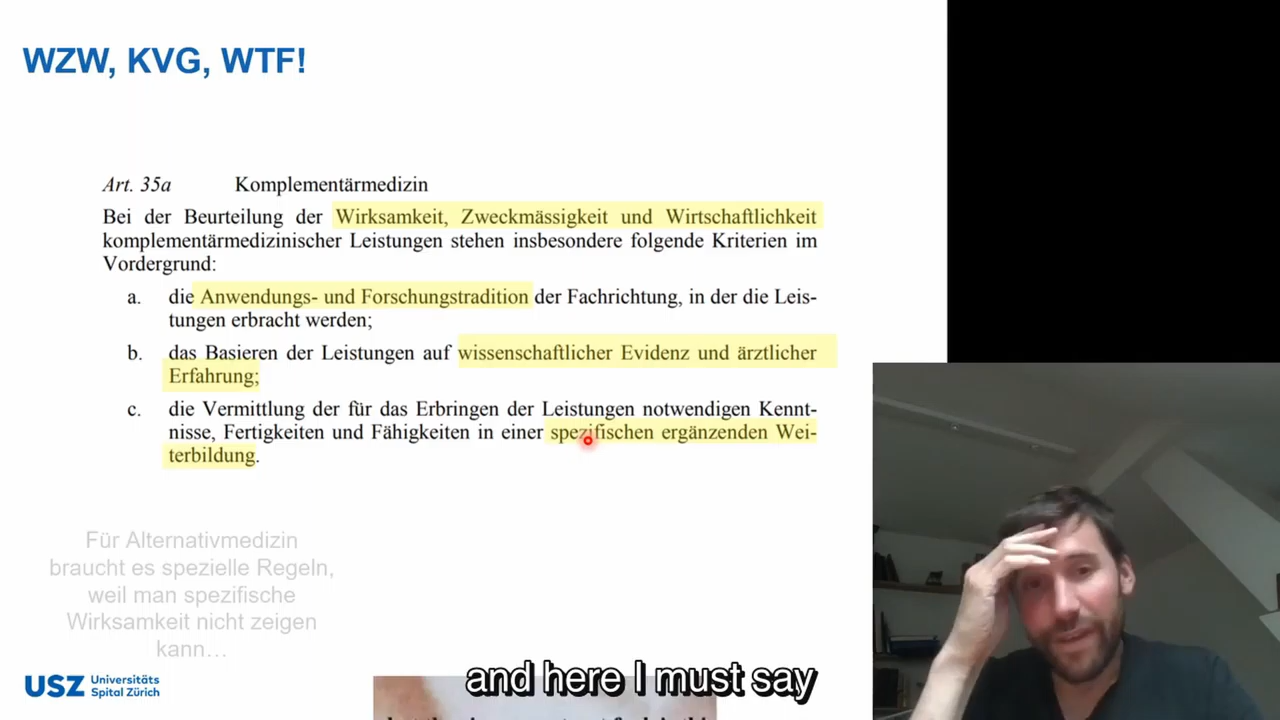 WZW, KVG, WTF!
Art. 35a Komplementärmedizin
Bei der Beurteilung der Wirksamkeit, Zweckmässigkeit und Wirtschaftlichkeit
komplementärmedizinischer Leistungen stehen insbesondere folgende Kriterien im
Vordergrund:
a. die Anwendungs- und Forschungstradition der Fachrichtung, in der die Leis-
tungen erbracht werden;
b. das Basieren der Leistungen auf wissenschaftlicher Evidenz und ärztlicher
Erfahrung;
c. die Vermittlung der für das Erbringen der Leistungen notwendigen Kennt-
nisse, Fertigkeiten und Fähigkeiten in einer spezifischen ergänzenden Wei-
terbildung.
Für Alternativmedizin
braucht es spezielle Regeln,
weil man spezifische
Wirksamkeit nicht zeigen
kann…
USZ Universitäts
Spital Zürich
and here I must say